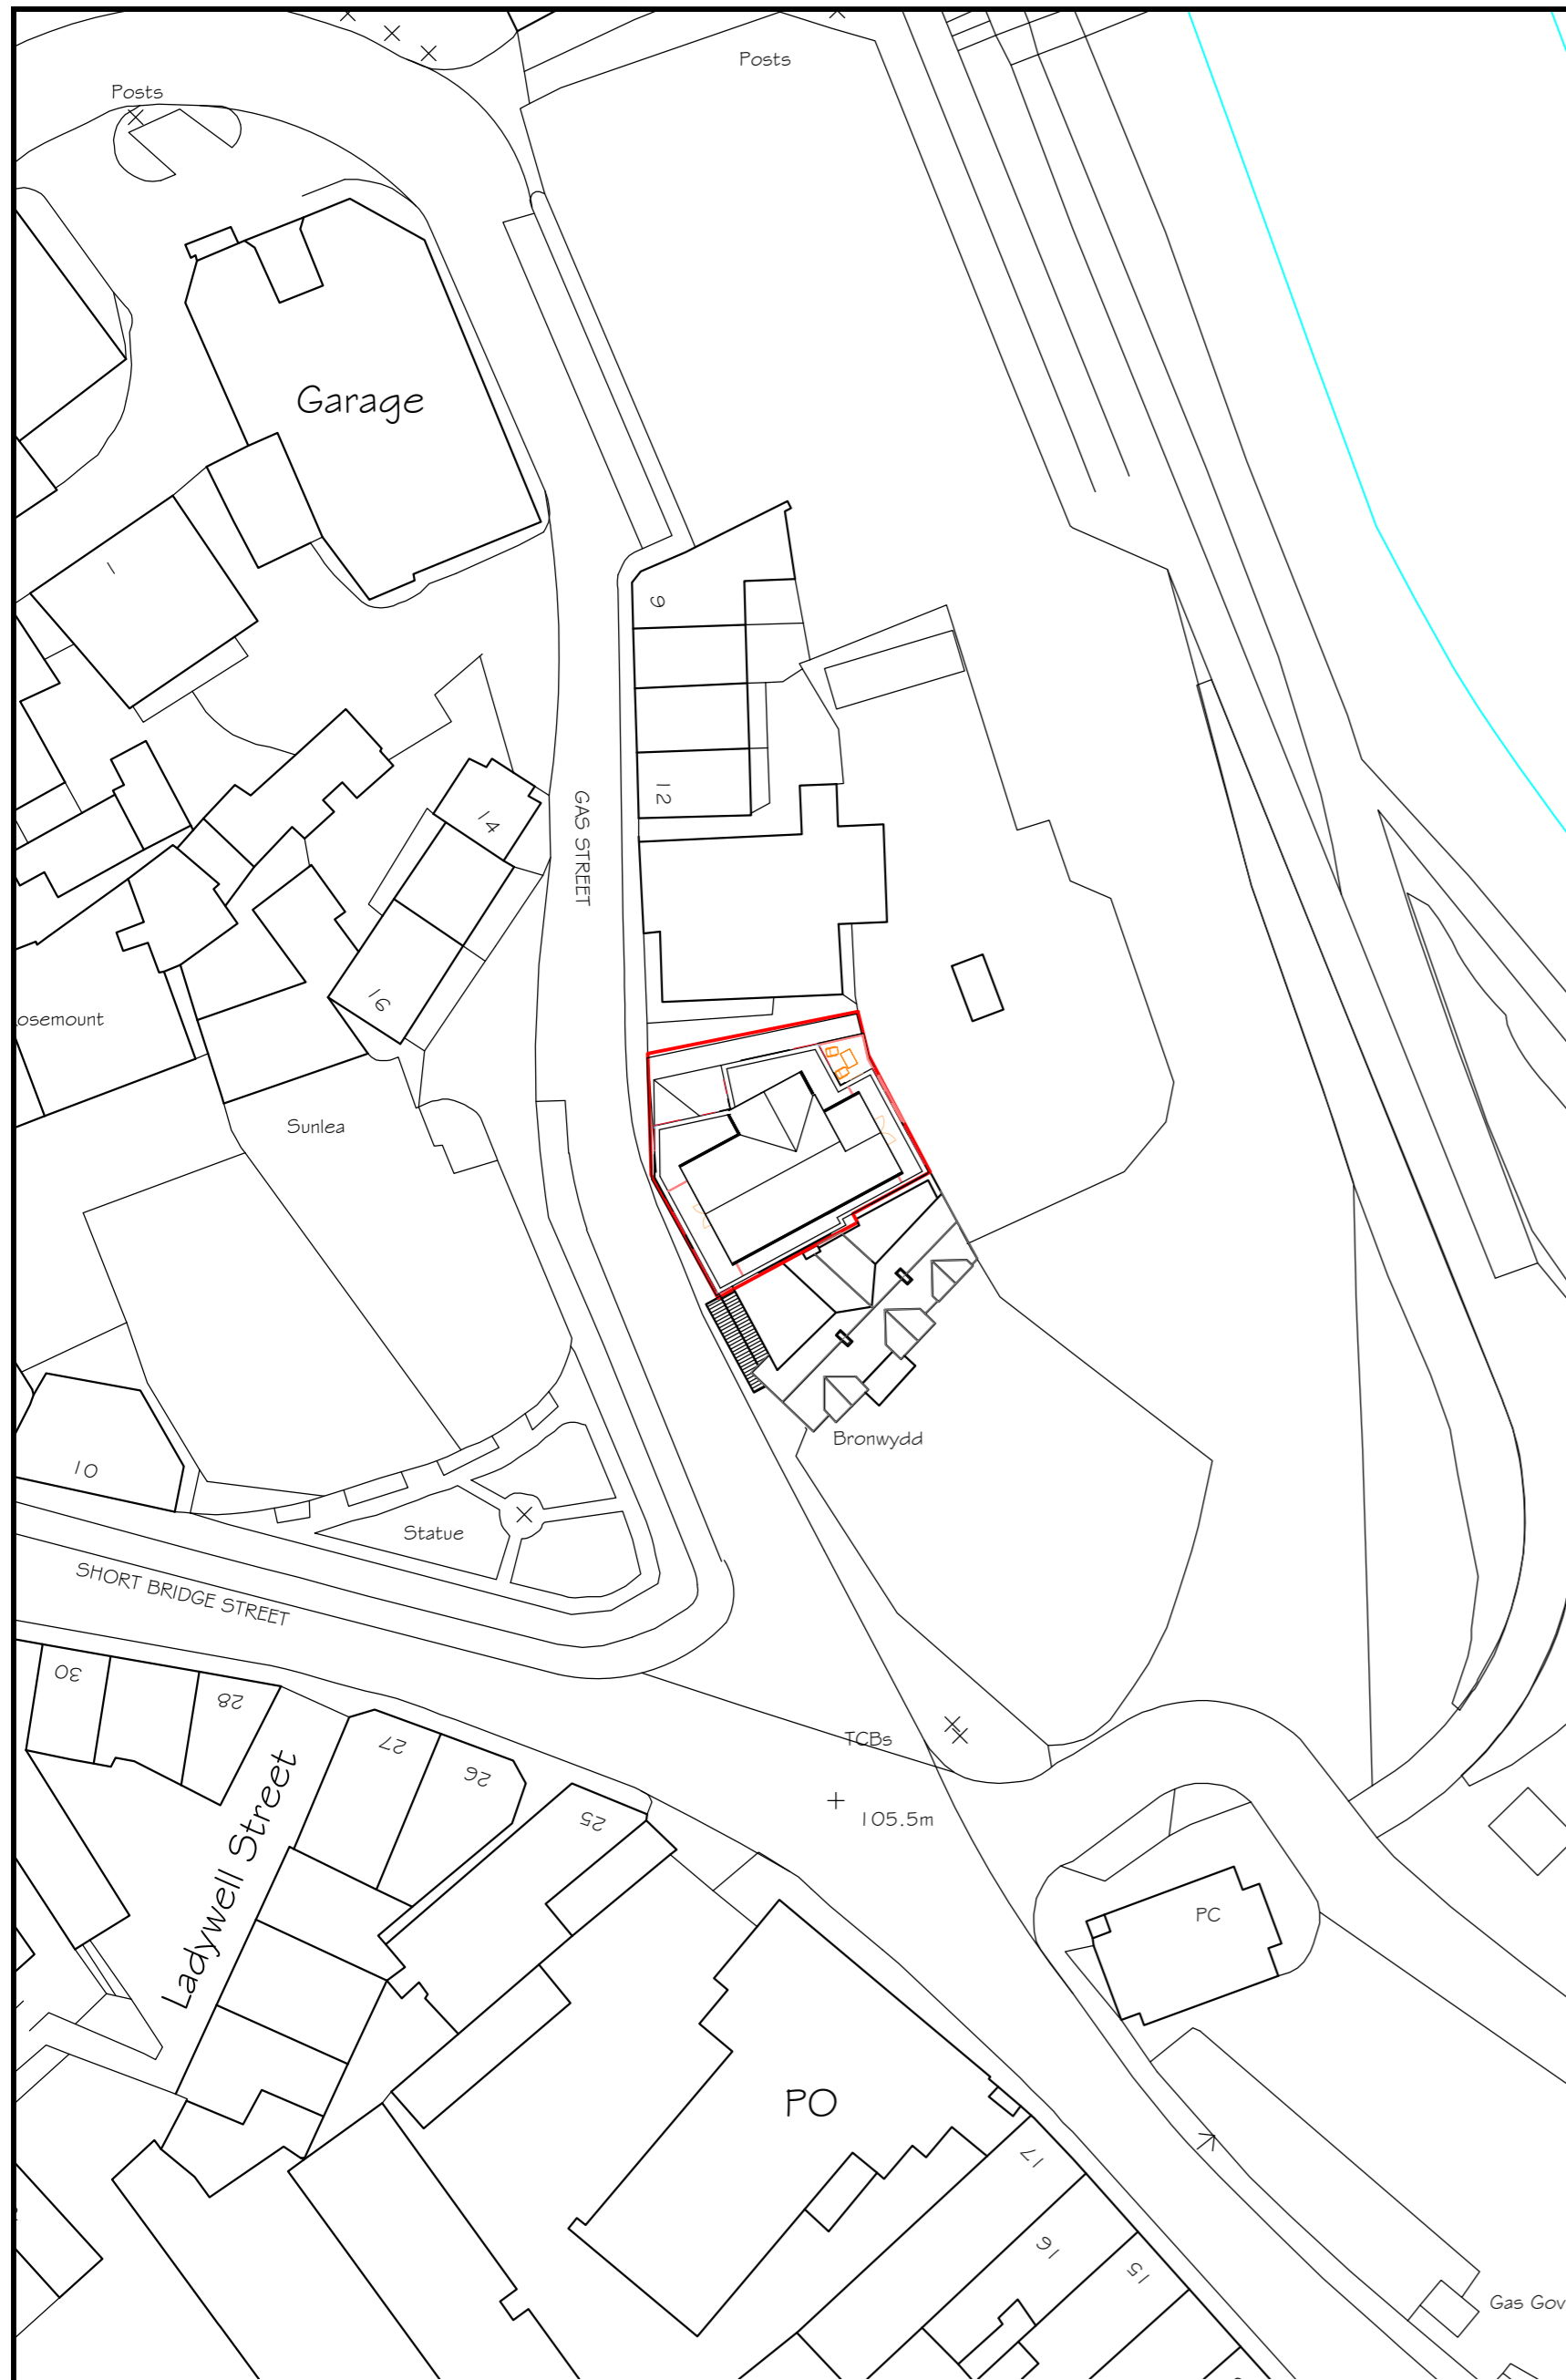 Posts
Posts
Garage
1
9
12
GAS STREET
14
16
osemount
Sunlea
Bronwydd
10
Statue
SHORT BRIDGE STREET
30
28
27
26
25
TCBs
105.5m
Ladywell Street
PC
PO
17
16
15
Gas Gov